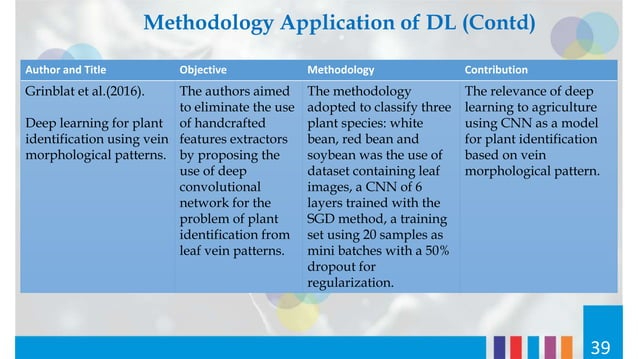 Methodology Application of DL (Contd)
Author and Title
Objective
Methodology
Contribution
Grinblat et al.(2016).
Deep learning for plant
identification using vein
morphological patterns.
The authors aimed
to eliminate the use
of handcrafted
features extractors
by proposing the
use of deep
convolutional
network for the
problem of plant
identification from
leaf vein patterns.
The methodology
adopted to classify three
plant species: white
bean, red bean and
soybean was the use of
dataset containing leaf
images, a CNN of 6
layers trained with the
SGD method, a training
set using 20 samples as
mini batches with a 50%
dropout for
regularization.
The relevance of deep
learning to agriculture
using CNN as a model
for plant identification
based on vein
morphological pattern.
39